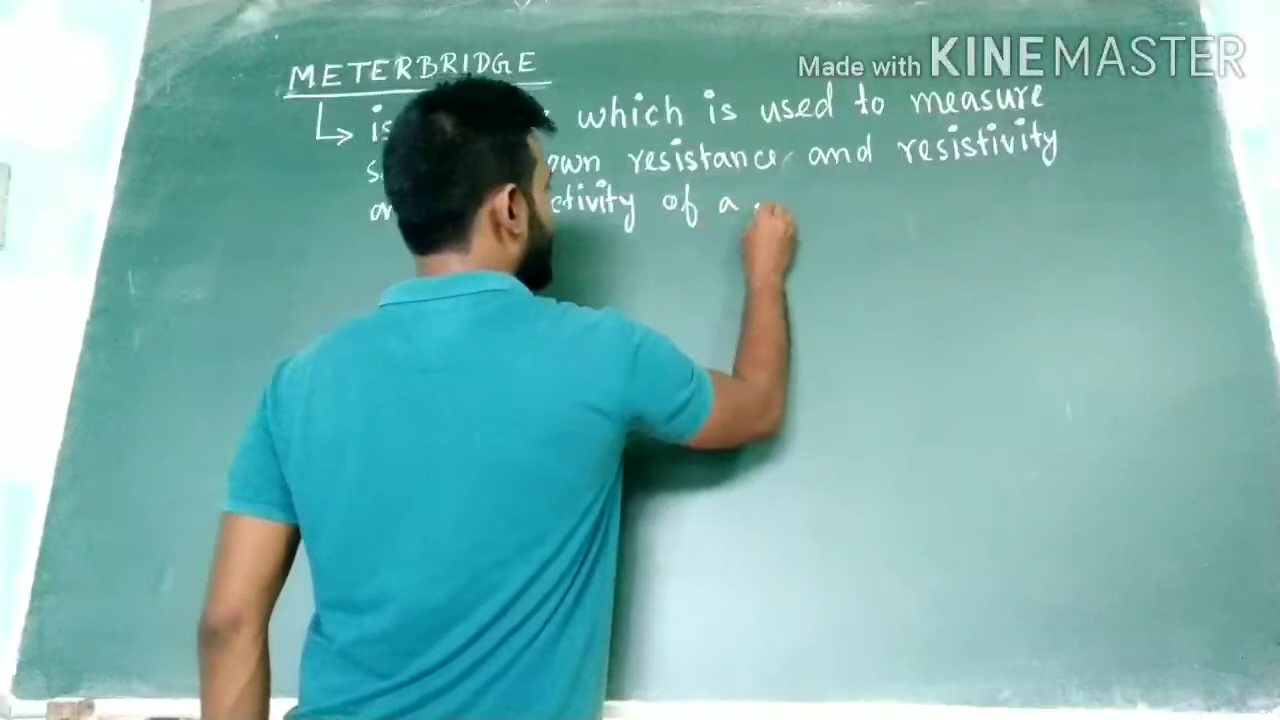 METERBRIDGE
Made with KINEMASTER
↳ is which is used to measure
resistance and resistivity
of a